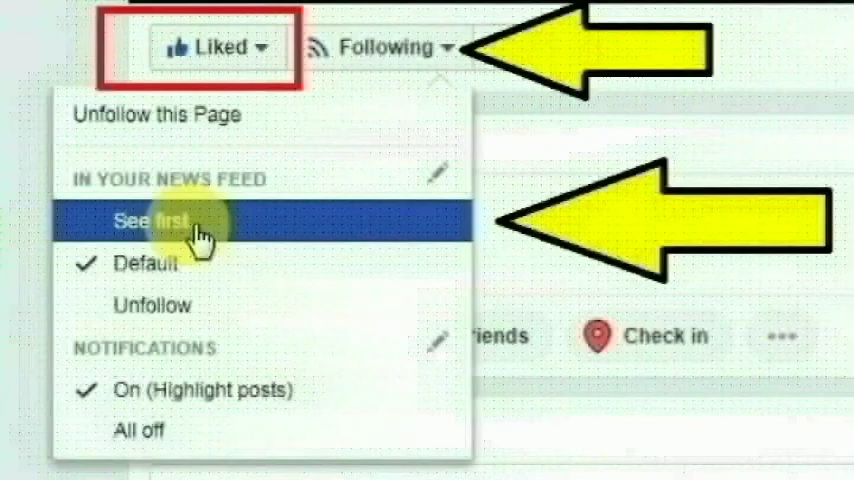 Liked Following
Unfollow this Page
IN YOUR NEWS FEED
See first
Default
Unfollow
riends Check in
NOTIFICATIONS
On (Highlight posts)
All off